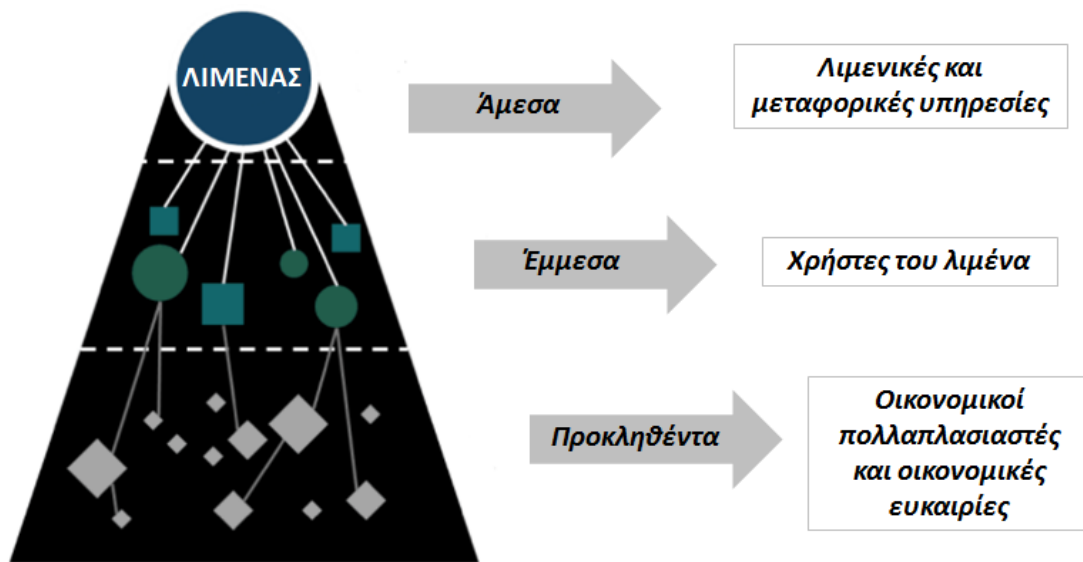 ΛΙΜΕΝΑΣ
Άμεσα
Λιμενικές και
μεταφορικές υπηρεσίες
Έμμεσα
Χρήστες του λιμένα
Προκληθέντα
Οικονομικοί
πολλαπλασιαστές
και οικονομικές
ευκαιρίες